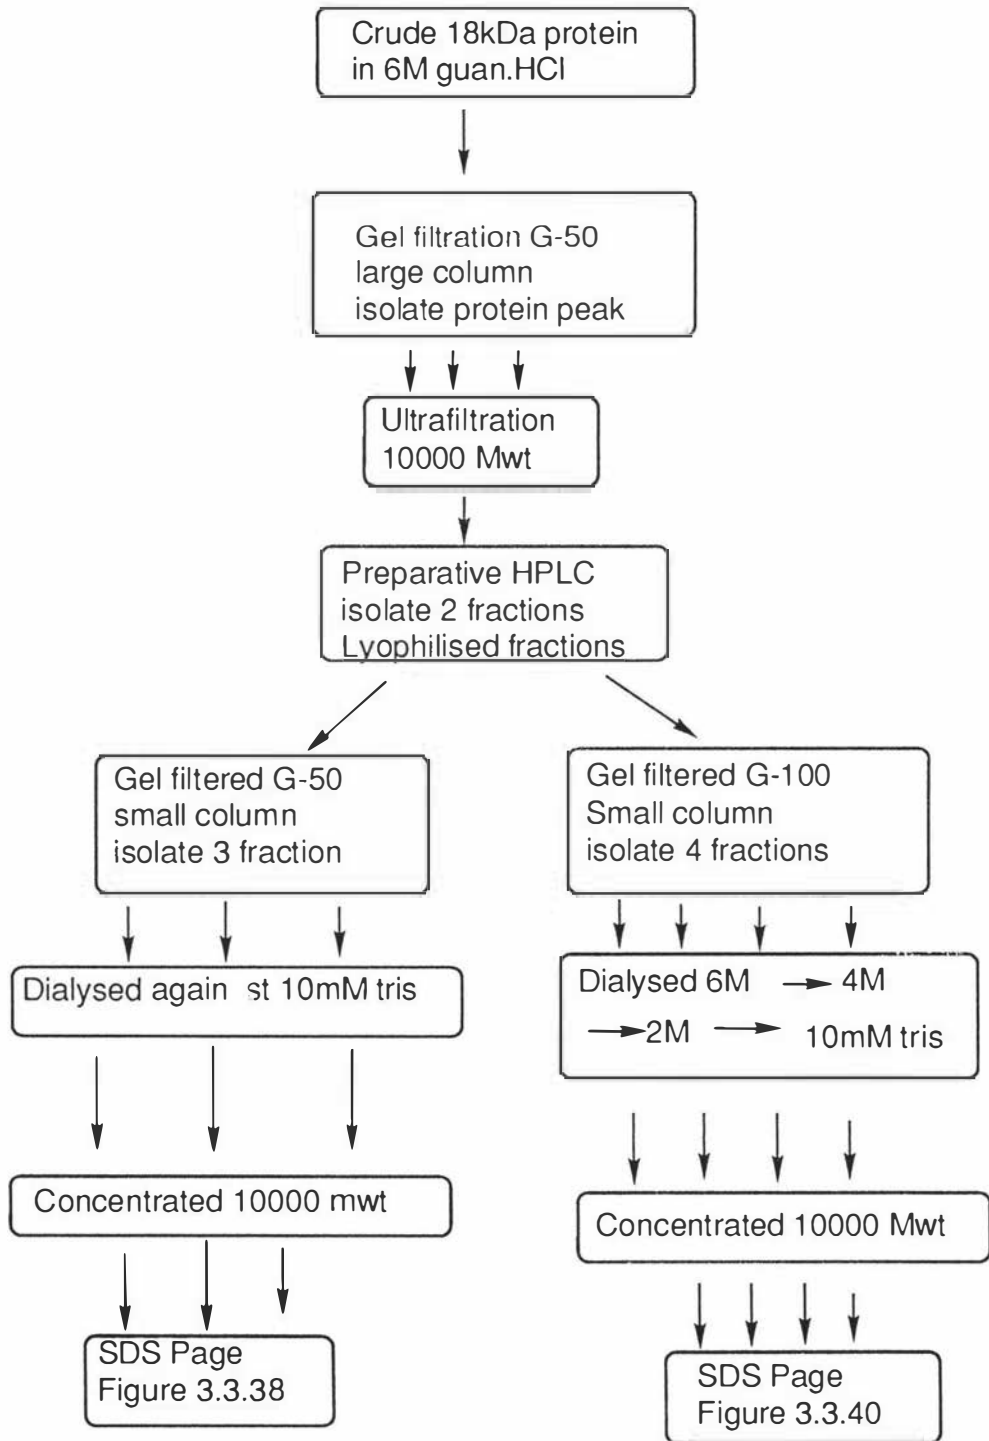 Crude 18kDa protein
in 6M guan.HCl
Gel filtration G-50
large column
isolate protein peak
Ultrafiltration
10000 Mwt
Preparative HPLC
isolate 2 fractions
Lyophilised fractions
Gel filtered G-50
small column
isolate 3 fraction
Gel filtered G-100
Small column
isolate 4 fractions
Dialysed again st 10mM tris
Dialysed 6M → 4M
→ 2M → 10mM tris
Concentrated 10000 mwt
Concentrated 10000 Mwt
SDS Page
Figure 3.3.38
SDS Page
Figure 3.3.40